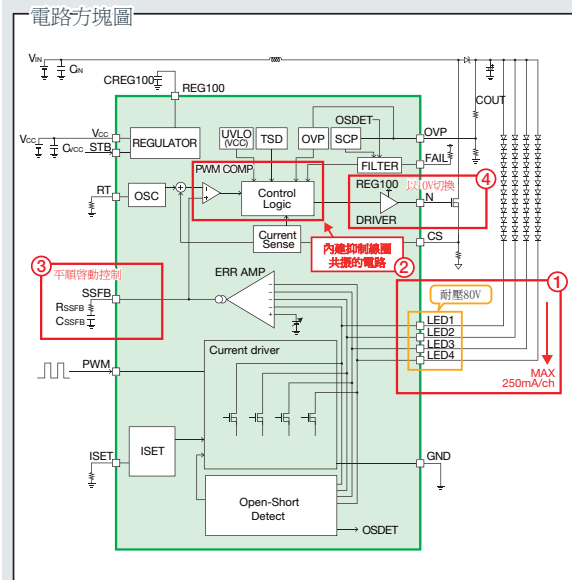 電路方塊圖
VIN
CIN
CREG100
REG100
COUT
VCC
CVCC
VCC
STB
REGULATOR
UVLO
(VCC)
TSD
OVP
SCP
OSDET
OVP
FILTER
FAIL
RT
OSC
PWM COMP
Control
Logic
REG100
以10V切換
④
DRIVER
N
Current
Sense
CS
內建抑制線圈
共振的電路
②
③
平順啓動控制
SSFB
RSSFB
CSSFB
ERR AMP
①
耐壓80V
LED1
LED2
LED3
LED4
MAX
250mA/ch
PWM
Current driver
ISET
ISET
GND
Open-Short
Detect
OSDET